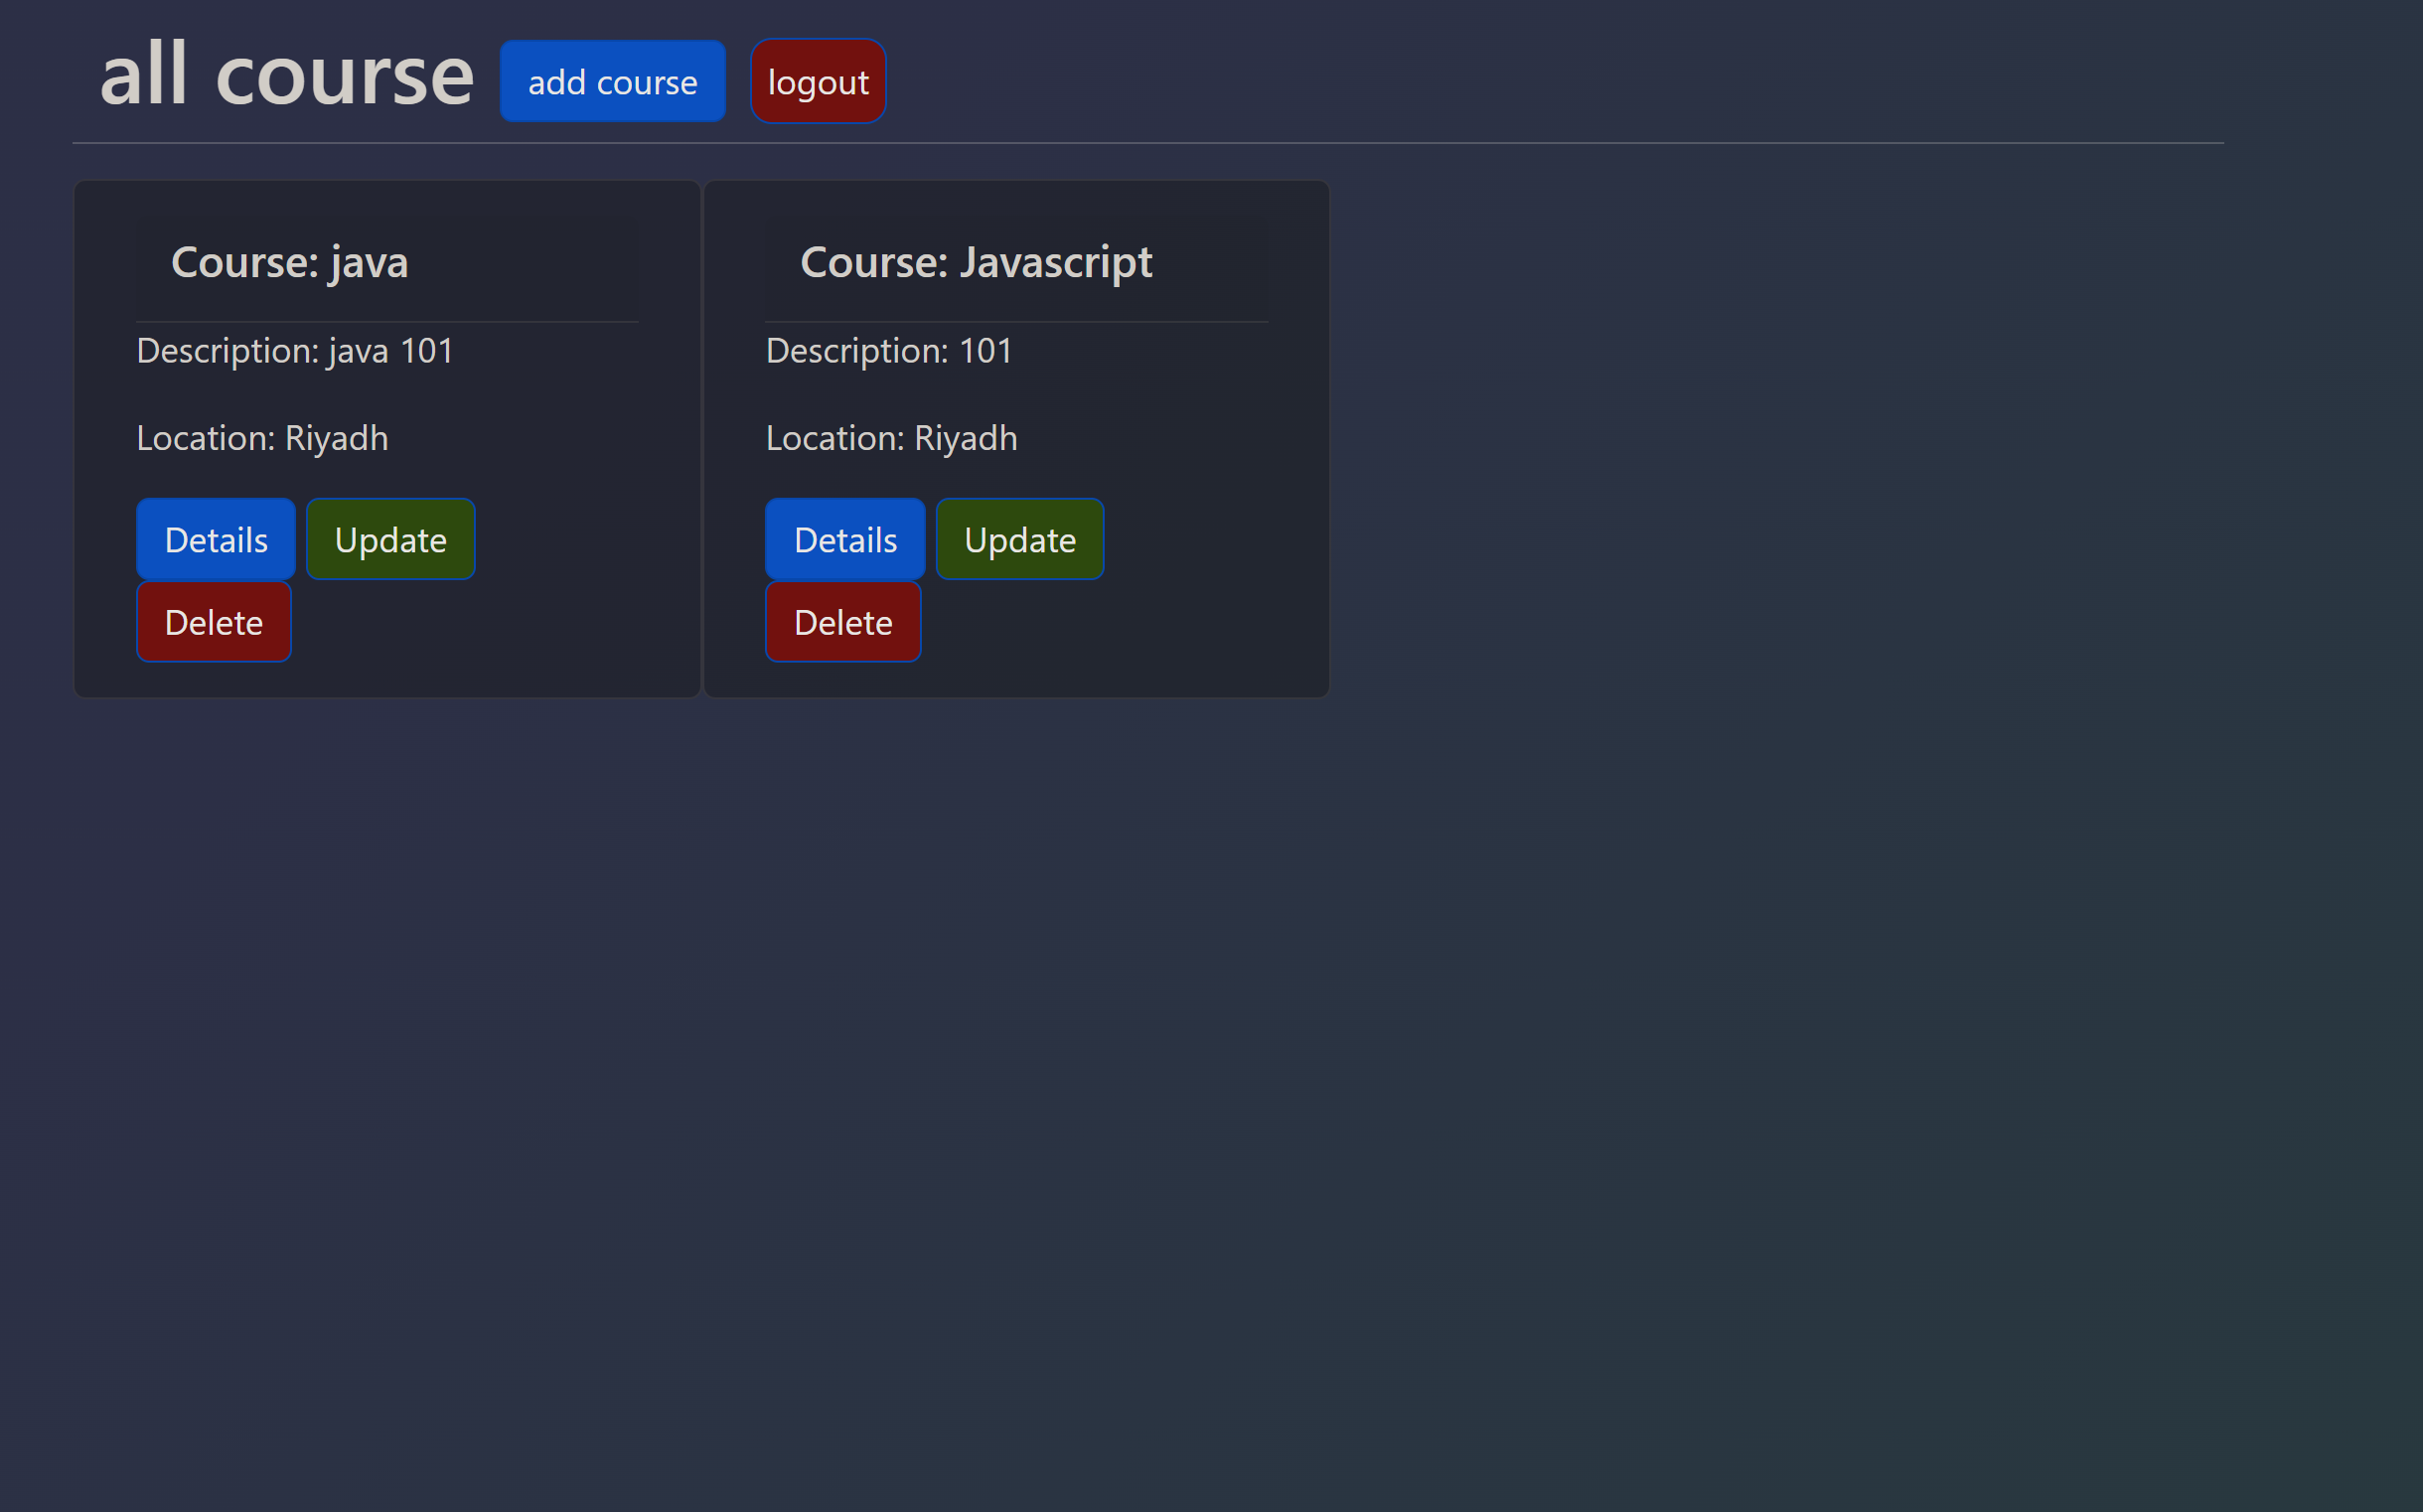 all course add course logout
Course: java
Description: java 101
Location: Riyadh
Details Update
Delete
Course: Javascript
Description: 101
Location: Riyadh
Details Update
Delete